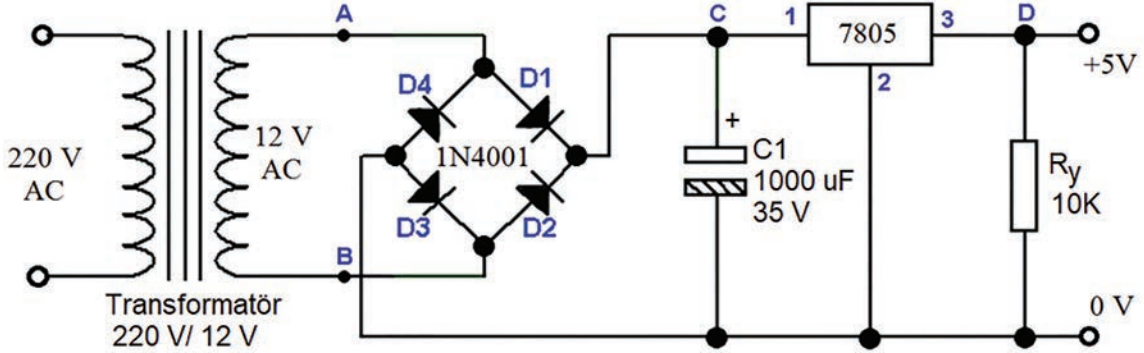 A
C
1
7805
3
D
+5V
2
D4
D1
220 V
AC
12 V
AC
1N4001
+
C1
1000 uF
35 V
Ry
10K
D3
D2
B
Transformatör
220 V/ 12 V
0 V